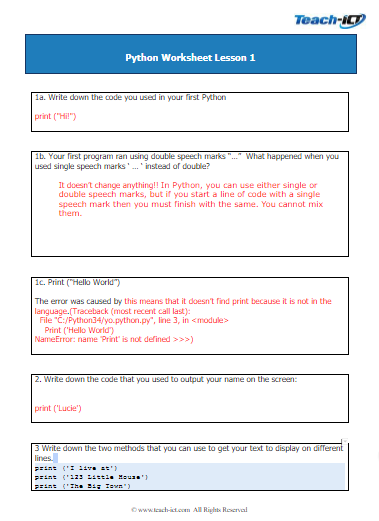 Teach-ICT
Python Worksheet Lesson 1
1a. Write down the code you used in your first Python
print ("Hi!")
1b. Your first program ran using double speech marks "..." What happened when you
used single speech marks ' ... ' instead of double?
It doesn't change anything!! In Python, you can use either single or
double speech marks, but if you start a line of code with a single
speech mark then you must finish with the same. You cannot mix
them.
1c. Print ("Hello World")
The error was caused by this means that it doesn't find print because it is not in the
language.(Traceback (most recent call last):
File "C:/Python34/yo.python.py", line 3, in <module>
Print ('Hello World')
NameError: name 'Print' is not defined >>>)
2. Write down the code that you used to output your name on the screen:
print ('Lucie')
3 Write down the two methods that you can use to get your text to display on different
lines.
print ('I live at')
print ('123 Little House')
print ('The Big Town')
© www.teach-ict.com All Rights Reserved